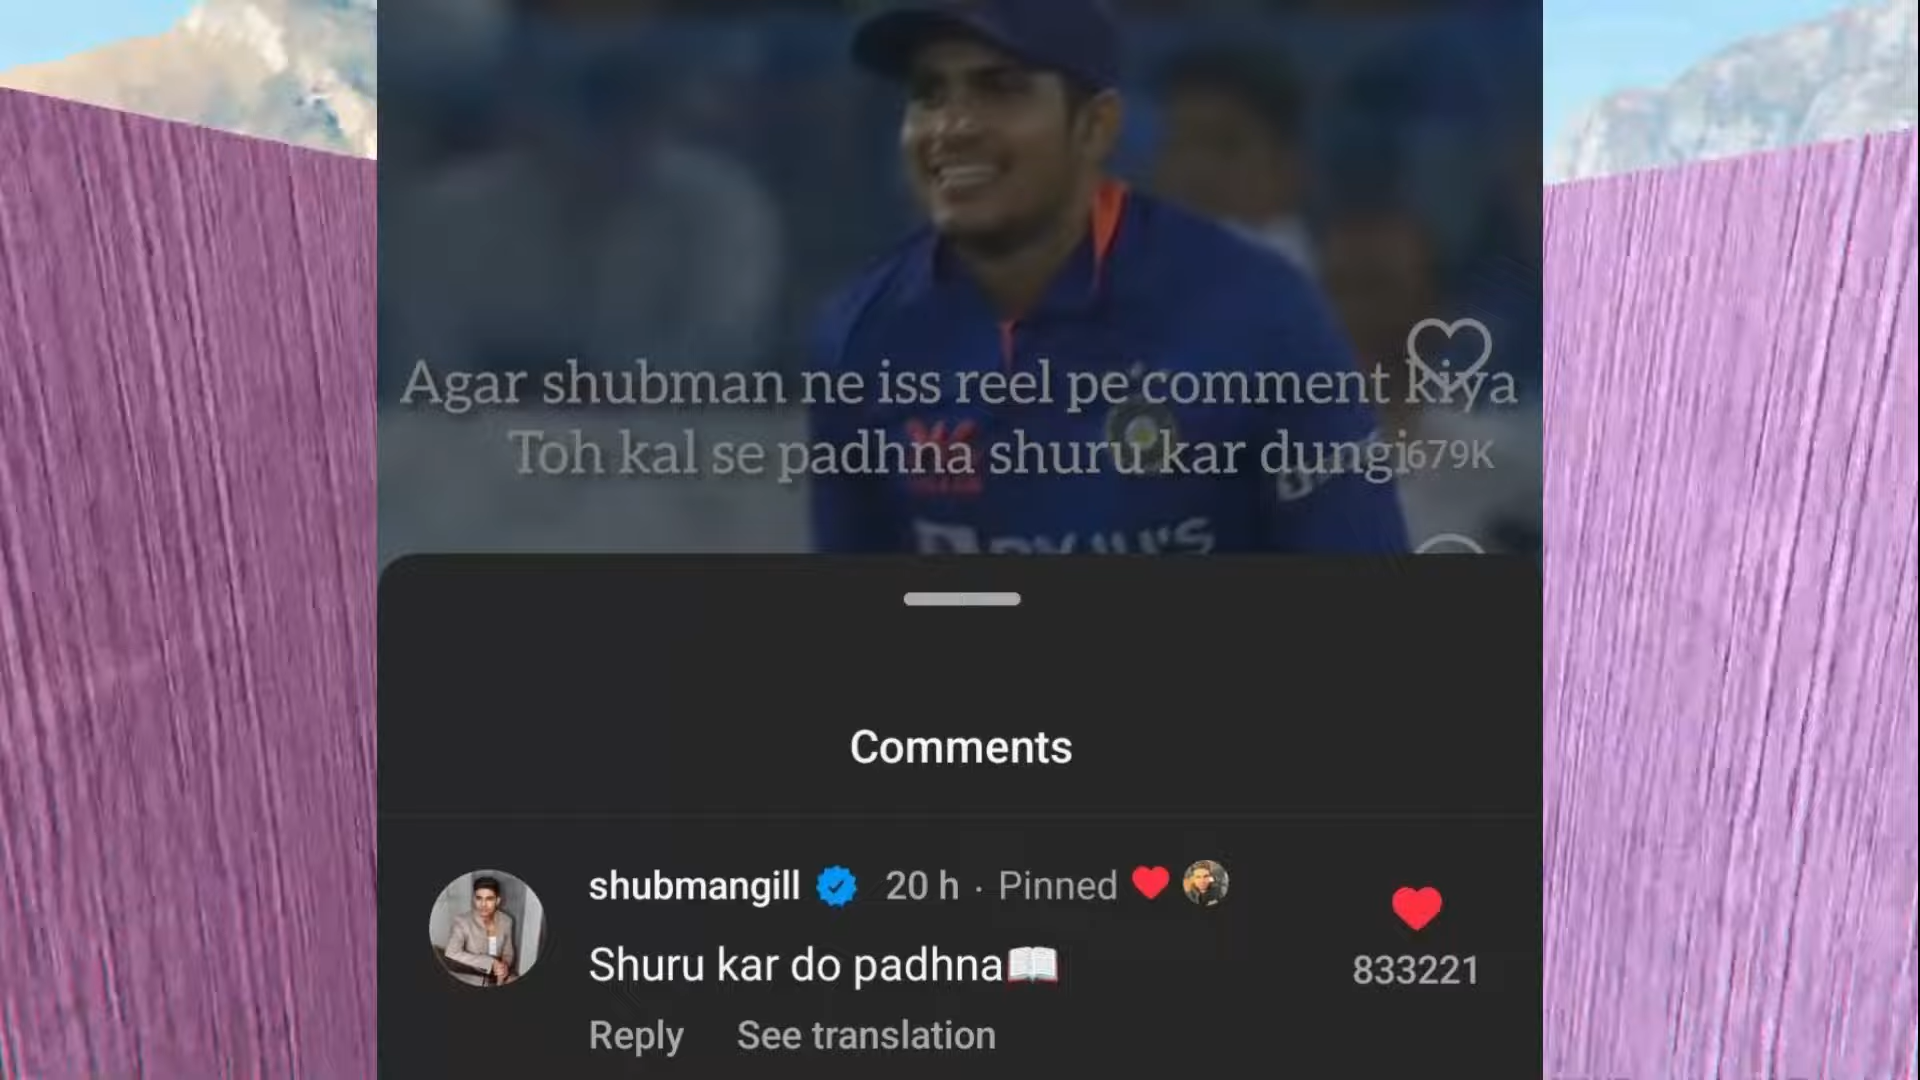 Agar shubman ne iss reel pe comment kiya
Toh kal se padhna shuru kar dungi
679K
BYJU'S
Comments
shubmangill 20 h · Pinned
Shuru kar do padhna
833221
Reply See translation